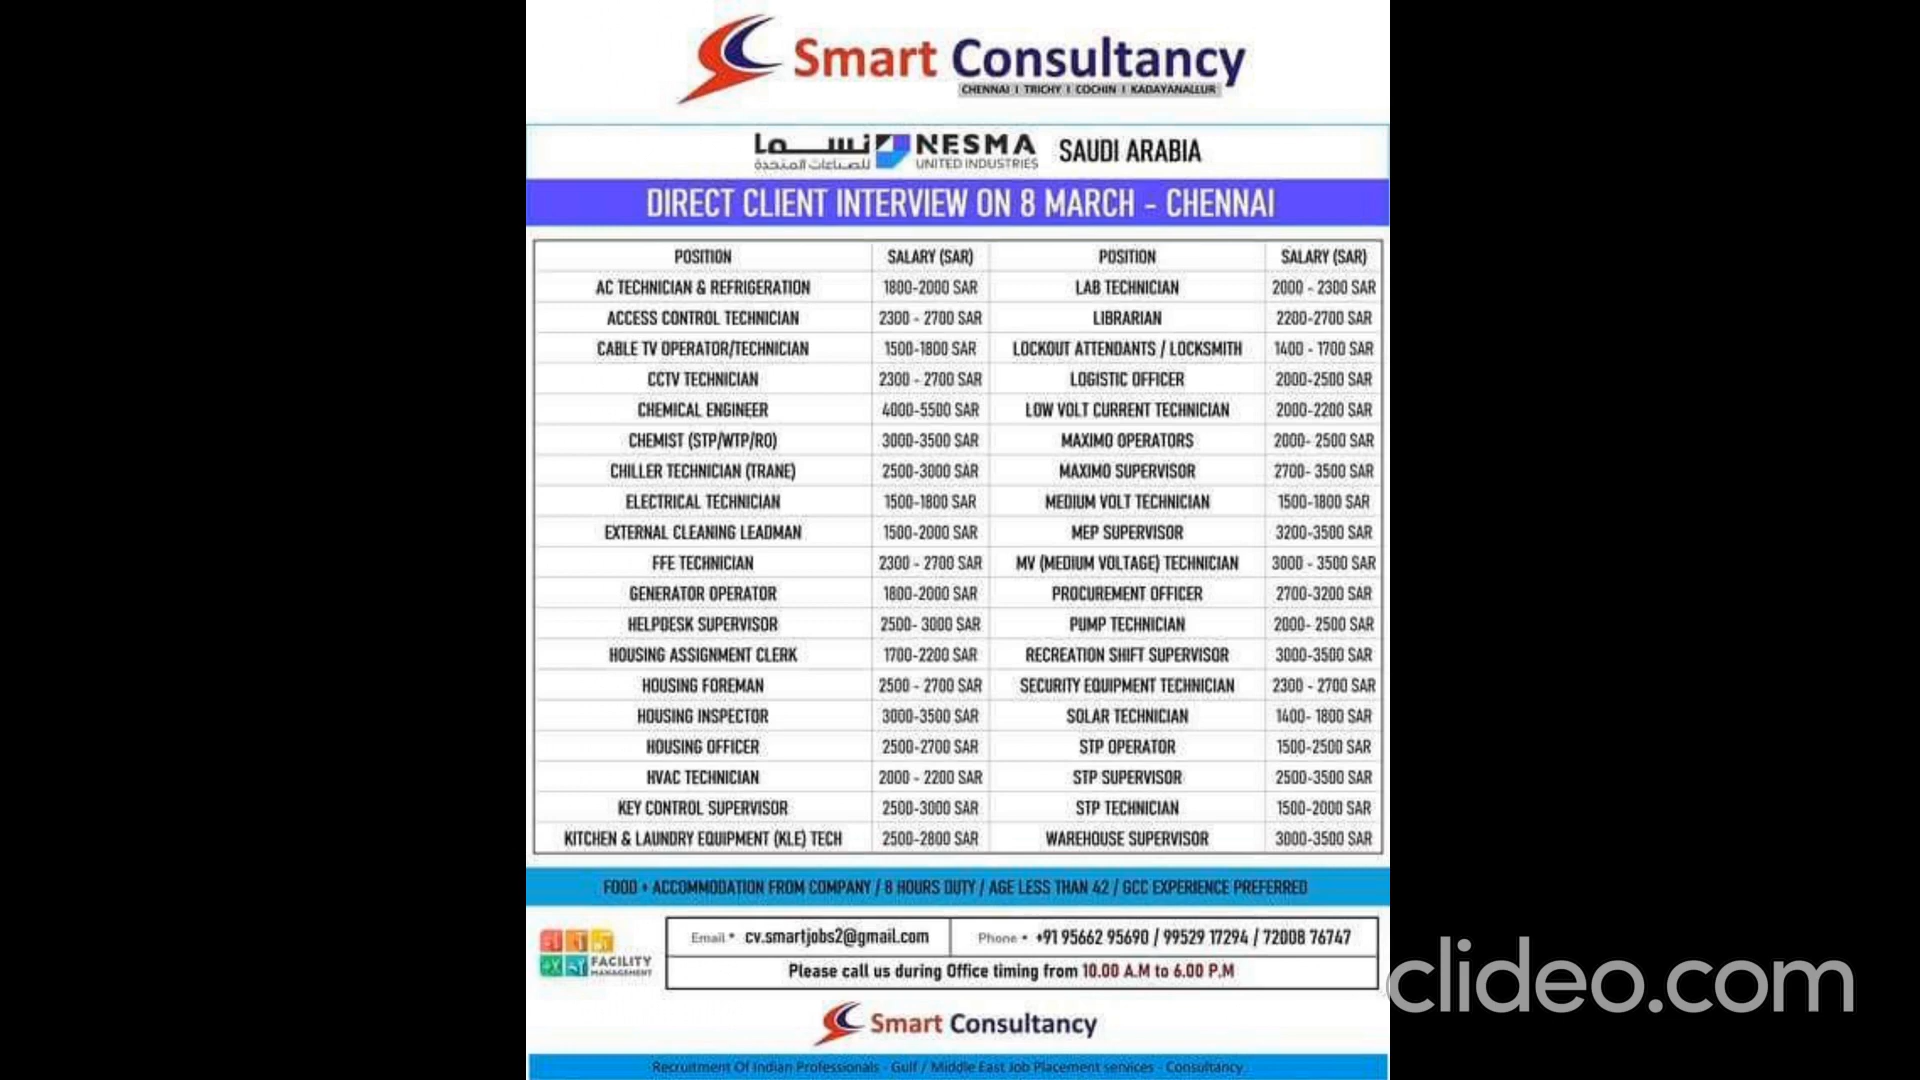 Smart Consultancy
CHENNAI I TRICHY I COCHIN I KADAYANALLUR
نسما NESMA SAUDI ARABIA
للصناعات المتحدة UNITED INDUSTRIES
DIRECT CLIENT INTERVIEW ON 8 MARCH - CHENNAI
POSITION SALARY (SAR) POSITION SALARY (SAR)
AC TECHNICIAN & REFRIGERATION 1800-2000 SAR LAB TECHNICIAN 2000 - 2300 SAR
ACCESS CONTROL TECHNICIAN 2300 - 2700 SAR LIBRARIAN 2200-2700 SAR
CABLE TV OPERATOR/TECHNICIAN 1500-1800 SAR LOCKOUT ATTENDANTS / LOCKSMITH 1400 - 1700 SAR
CCTV TECHNICIAN 2300 - 2700 SAR LOGISTIC OFFICER 2000-2500 SAR
CHEMICAL ENGINEER 4000-5500 SAR LOW VOLT CURRENT TECHNICIAN 2000-2200 SAR
CHEMIST (STP/WTP/RO) 3000-3500 SAR MAXIMO OPERATORS 2000- 2500 SAR
CHILLER TECHNICIAN (TRANE) 2500-3000 SAR MAXIMO SUPERVISOR 2700- 3500 SAR
ELECTRICAL TECHNICIAN 1500-1800 SAR MEDIUM VOLT TECHNICIAN 1500-1800 SAR
EXTERNAL CLEANING LEADMAN 1500-2000 SAR MEP SUPERVISOR 3200-3500 SAR
FFE TECHNICIAN 2300 - 2700 SAR MV (MEDIUM VOLTAGE) TECHNICIAN 3000 - 3500 SAR
GENERATOR OPERATOR 1800-2000 SAR PROCUREMENT OFFICER 2700-3200 SAR
HELPDESK SUPERVISOR 2500- 3000 SAR PUMP TECHNICIAN 2000- 2500 SAR
HOUSING ASSIGNMENT CLERK 1700-2200 SAR RECREATION SHIFT SUPERVISOR 3000-3500 SAR
HOUSING FOREMAN 2500 - 2700 SAR SECURITY EQUIPMENT TECHNICIAN 2300 - 2700 SAR
HOUSING INSPECTOR 3000-3500 SAR SOLAR TECHNICIAN 1400- 1800 SAR
HOUSING OFFICER 2500-2700 SAR STP OPERATOR 1500-2500 SAR
HVAC TECHNICIAN 2000 - 2200 SAR STP SUPERVISOR 2500-3500 SAR
KEY CONTROL SUPERVISOR 2500-3000 SAR STP TECHNICIAN 1500-2000 SAR
KITCHEN & LAUNDRY EQUIPMENT (KLE) TECH 2500-2800 SAR WAREHOUSE SUPERVISOR 3000-3500 SAR
FOOD + ACCOMMODATION FROM COMPANY / 8 HOURS DUTY / AGE LESS THAN 42 / GCC EXPERIENCE PREFERRED
Email • cv.smartjobs2@gmail.com Phone • +91 95662 95690 / 99529 17294 / 72008 76747
FACILITY
MANAGEMENT
Please call us during Office timing from 10.00 A.M to 6.00 P.M
clideo.com
Smart Consultancy
Recruitment Of Indian Professionals - Gulf / Middle East Job Placement services - Consultancy.